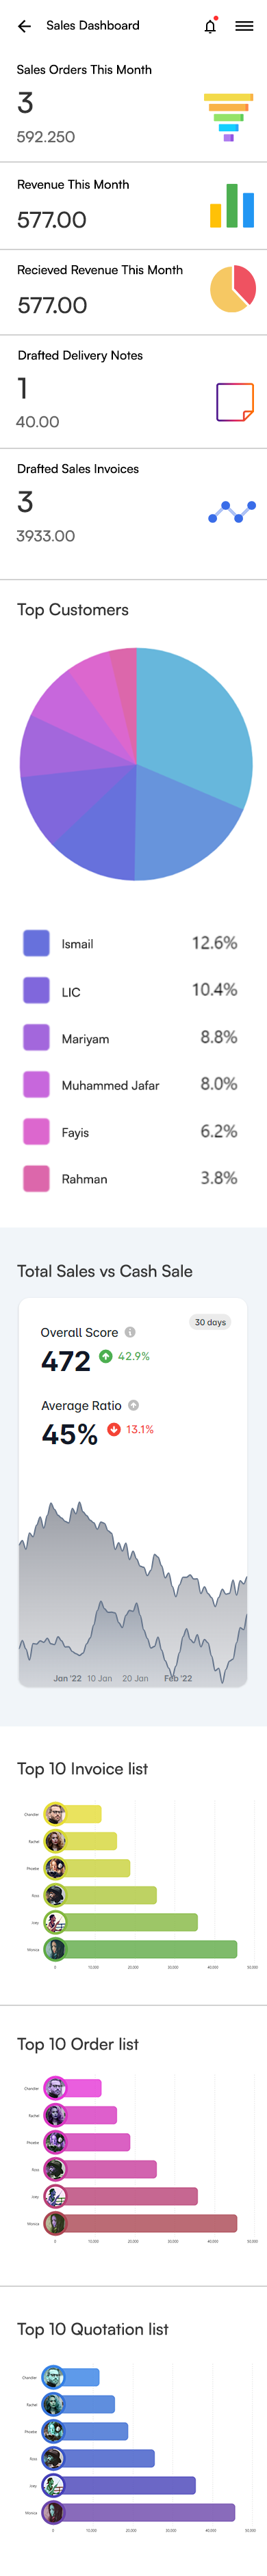 Sales Dashboard
Sales Orders This Month
3
592.250
Revenue This Month
577.00
Recieved Revenue This Month
577.00
Drafted Delivery Notes
1
40.00
Drafted Sales Invoices
3
3933.00
Top Customers
Ismail 12.6%
LIC 10.4%
Mariyam 8.8%
Muhammed Jafar 8.0%
Fayis 6.2%
Rahman 3.8%
Total Sales vs Cash Sale
30 days
Overall Score
472 42.9%
Average Ratio
45% 13.1%
Jan '22 10 Jan 20 Jan Feb '22
Top 10 Invoice list
Chandler
Rachel
Phoebe
Ross
Joey
Monica
0 10,000 20,000 30,000 40,000 50,000
Top 10 Order list
Chandler
Rachel
Phoebe
Ross
Joey
Monica
0 10,000 20,000 30,000 40,000 50,000
Top 10 Quotation list
Chandler
Rachel
Phoebe
Ross
Joey
Monica
0 10,000 20,000 30,000 40,000 50,000